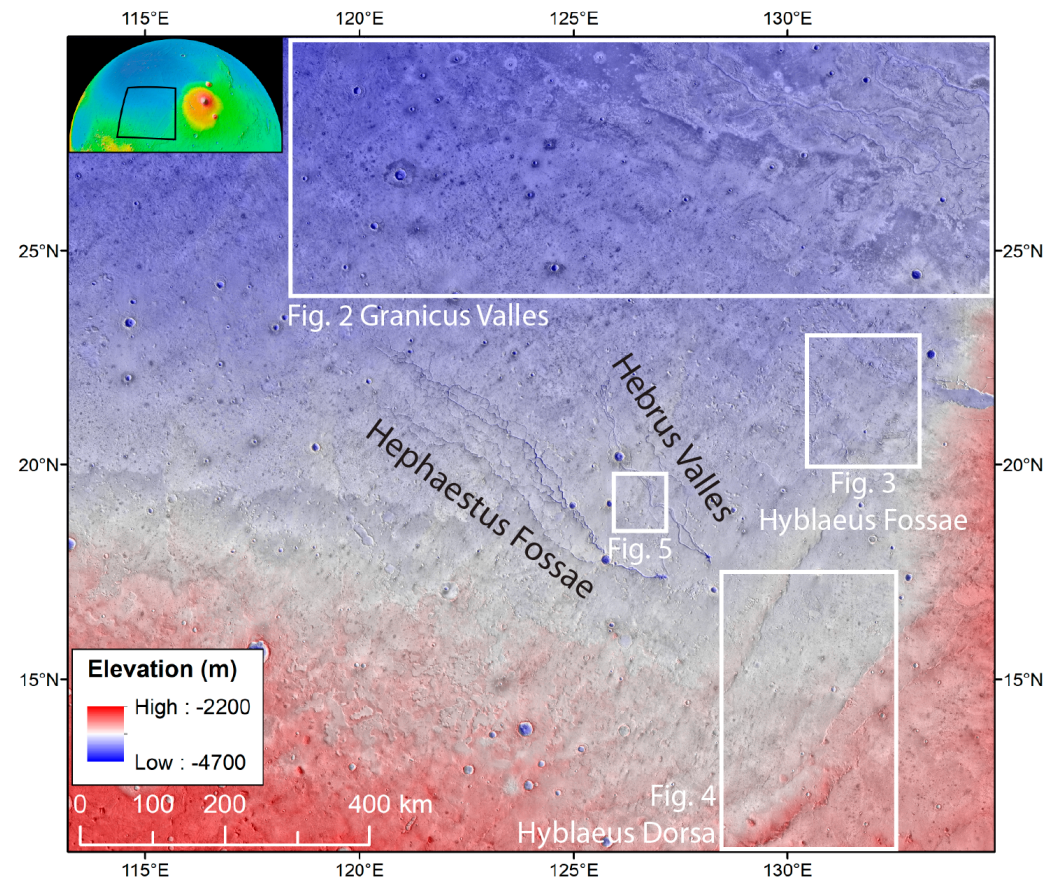 115°E 120°E 125°E 130°E
25°N 25°N
Fig. 2 Granicus Valles
Hebrus Valles
Hephaestus Fossae
20°N 20°N
Fig. 3
Hyblaeus Fossae
Fig. 5
15°N 15°N
Elevation (m)
High : -2200
Low : -4700
0 100 200 400 km
Fig. 4
Hyblaeus Dorsa
115°E 120°E 125°E 130°E